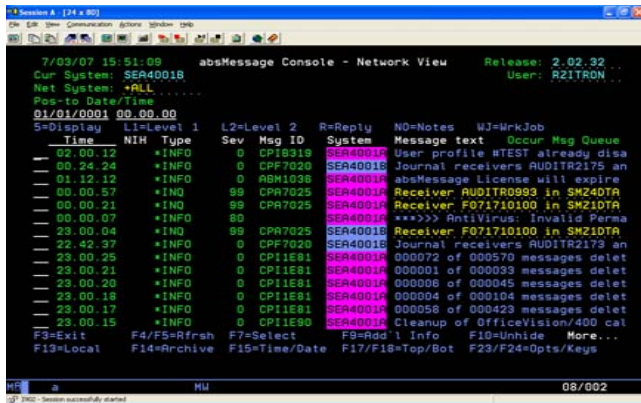 Session A - [24 x 80]
File Edit View Communication Actions Window Help
7/03/07 15:51:09 absMessage Console - Network View Release: 2.02.32
Cur System: SEA4001B User: RZITRON
Net System: *ALL
Pos-to Date/Time
01/01/0001 00.00.00
5=Display L1=Level 1 L2=Level 2 R=Reply NO=Notes WJ=WrkJob
Time NIH Type Sev Msg ID System Message text Occur Msg Queue
02.00.12 *INFO 0 CPIB319 SEA4001A User profile #TEST already disa
00.24.24 *INFO 0 CPF7020 SEA4001B Journal receivers AUDITR2175 an
01.12.12 *INFO 0 ABM1038 SEA4001A absMessage License will expire
00.00.57 *INQ 99 CPA7025 SEA4001A Receiver AUDITR0993 in SMZ4DTA
00.00.21 *INQ 99 CPA7025 SEA4001A Receiver F071710100 in SMZ1DTA
00.00.07 *INFO 80 SEA4001A ***>>> AntiVirus: Invalid Perma
23.00.04 *INQ 99 CPA7025 SEA4001B Receiver F071710100 in SMZ1DTA
22.42.37 *INFO 0 CPF7020 SEA4001B Journal receivers AUDITR2173 an
23.00.25 *INFO 0 CPI1E81 SEA4001A 000072 of 000570 messages delet
23.00.21 *INFO 0 CPI1E81 SEA4001A 000001 of 000033 messages delet
23.00.20 *INFO 0 CPI1E81 SEA4001A 000006 of 000045 messages delet
23.00.18 *INFO 0 CPI1E81 SEA4001A 000004 of 000104 messages delet
23.00.17 *INFO 0 CPI1E81 SEA4001A 000058 of 000423 messages delet
23.00.15 *INFO 0 CPI1E90 SEA4001A Cleanup of OfficeVision/400 cal
F3=Exit F4/F5=Rfrsh F7=Select F9=Add'l Info F10=Unhide More...
F13=Local F14=Archive F15=Time/Date F17/F18=Top/Bot F23/F24=Opts/Keys
MA a MW 08/002
I902 - Session successfully started